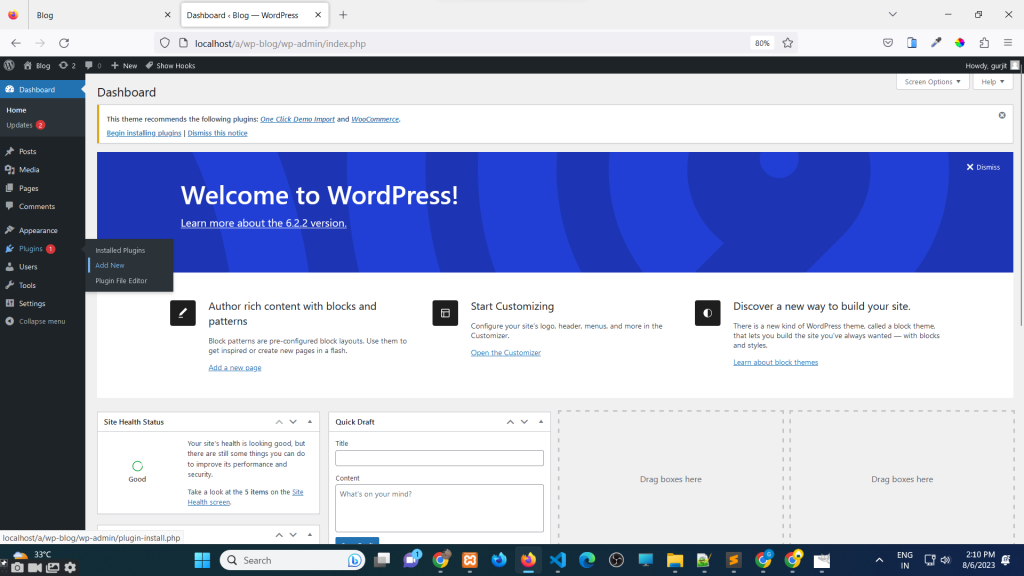 Blog
Dashboard ‹ Blog — WordPress
localhost/a/wp-blog/wp-admin/index.php
80%
Blog
2
0
New
Show Hooks
Howdy, gurjit
Dashboard
Home
Updates 2
Posts
Media
Pages
Comments
Appearance
Plugins 1
Users
Tools
Settings
Collapse menu
Installed Plugins
Add New
Plugin File Editor
Dashboard
Screen Options
Help
This theme recommends the following plugins: One Click Demo Import and WooCommerce.
Begin installing plugins | Dismiss this notice
Dismiss
Welcome to WordPress!
Learn more about the 6.2.2 version.
Author rich content with blocks and
patterns
Block patterns are pre-configured block layouts. Use them to
get inspired or create new pages in a flash.
Add a new page
Start Customizing
Configure your site's logo, header, menus, and more in the
Customizer.
Open the Customizer
Discover a new way to build your site.
There is a new kind of WordPress theme, called a block theme,
that lets you build the site you've always wanted — with blocks
and styles.
Learn about block themes
Site Health Status
Good
Your site's health is looking good, but
there are still some things you can do
to improve its performance and
security.
Take a look at the 5 items on the Site
Health screen.
Quick Draft
Title
Content
What's on your mind?
Drag boxes here
Drag boxes here
localhost/a/wp-blog/wp-admin/plugin-install.php
33°C
Search
1
ENG
IN
2:10 PM
8/6/2023